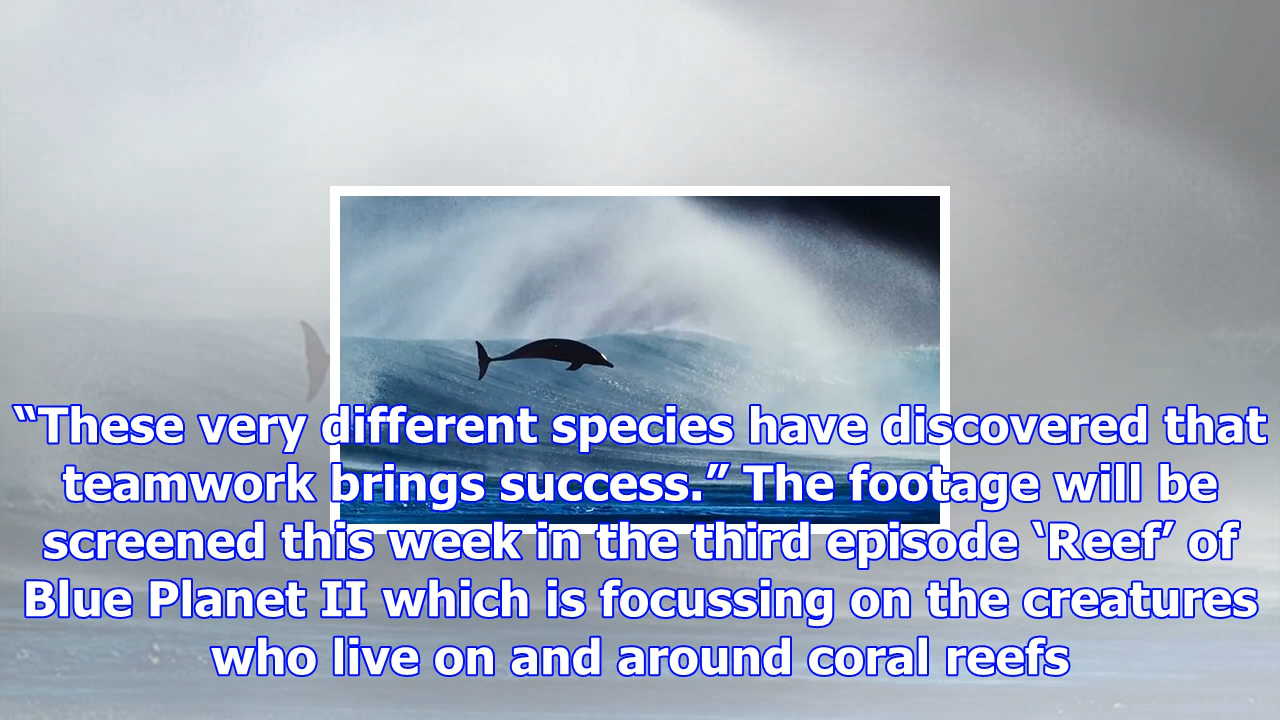 “These very different species have discovered that
teamwork brings success.” The footage will be
screened this week in the third episode ‘Reef’ of
Blue Planet II which is focussing on the creatures
who live on and around coral reefs